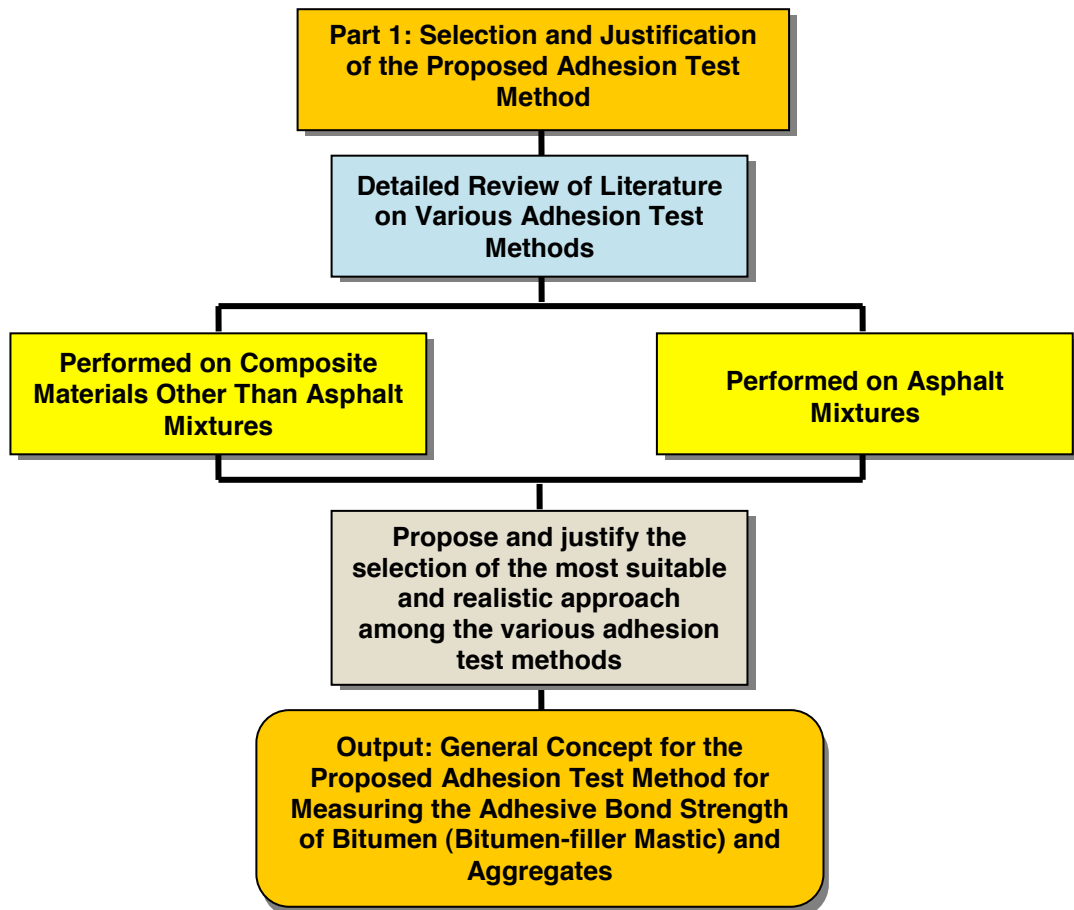 Part 1: Selection and Justification
of the Proposed Adhesion Test
Method
Detailed Review of Literature
on Various Adhesion Test
Methods
Performed on Composite
Materials Other Than Asphalt
Mixtures
Performed on Asphalt
Mixtures
Propose and justify the
selection of the most suitable
and realistic approach
among the various adhesion
test methods
Output: General Concept for the
Proposed Adhesion Test Method for
Measuring the Adhesive Bond Strength
of Bitumen (Bitumen-filler Mastic) and
Aggregates